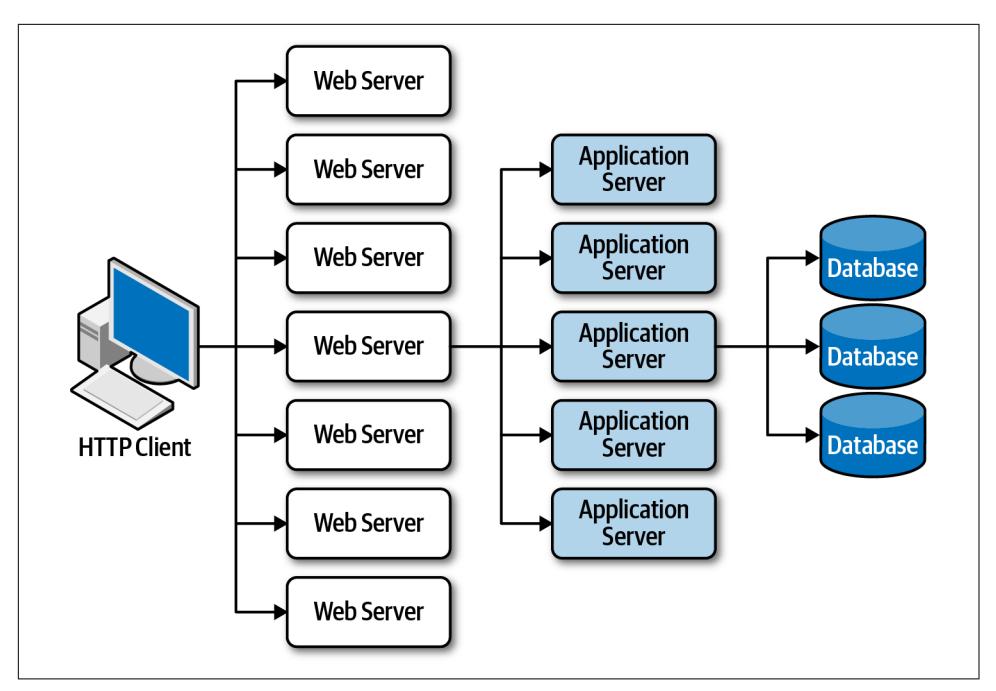 HTTP Client
Web Server
Web Server
Web Server
Web Server
Web Server
Web Server
Web Server
Application
Server
Application
Server
Application
Server
Application
Server
Application
Server
Database
Database
Database